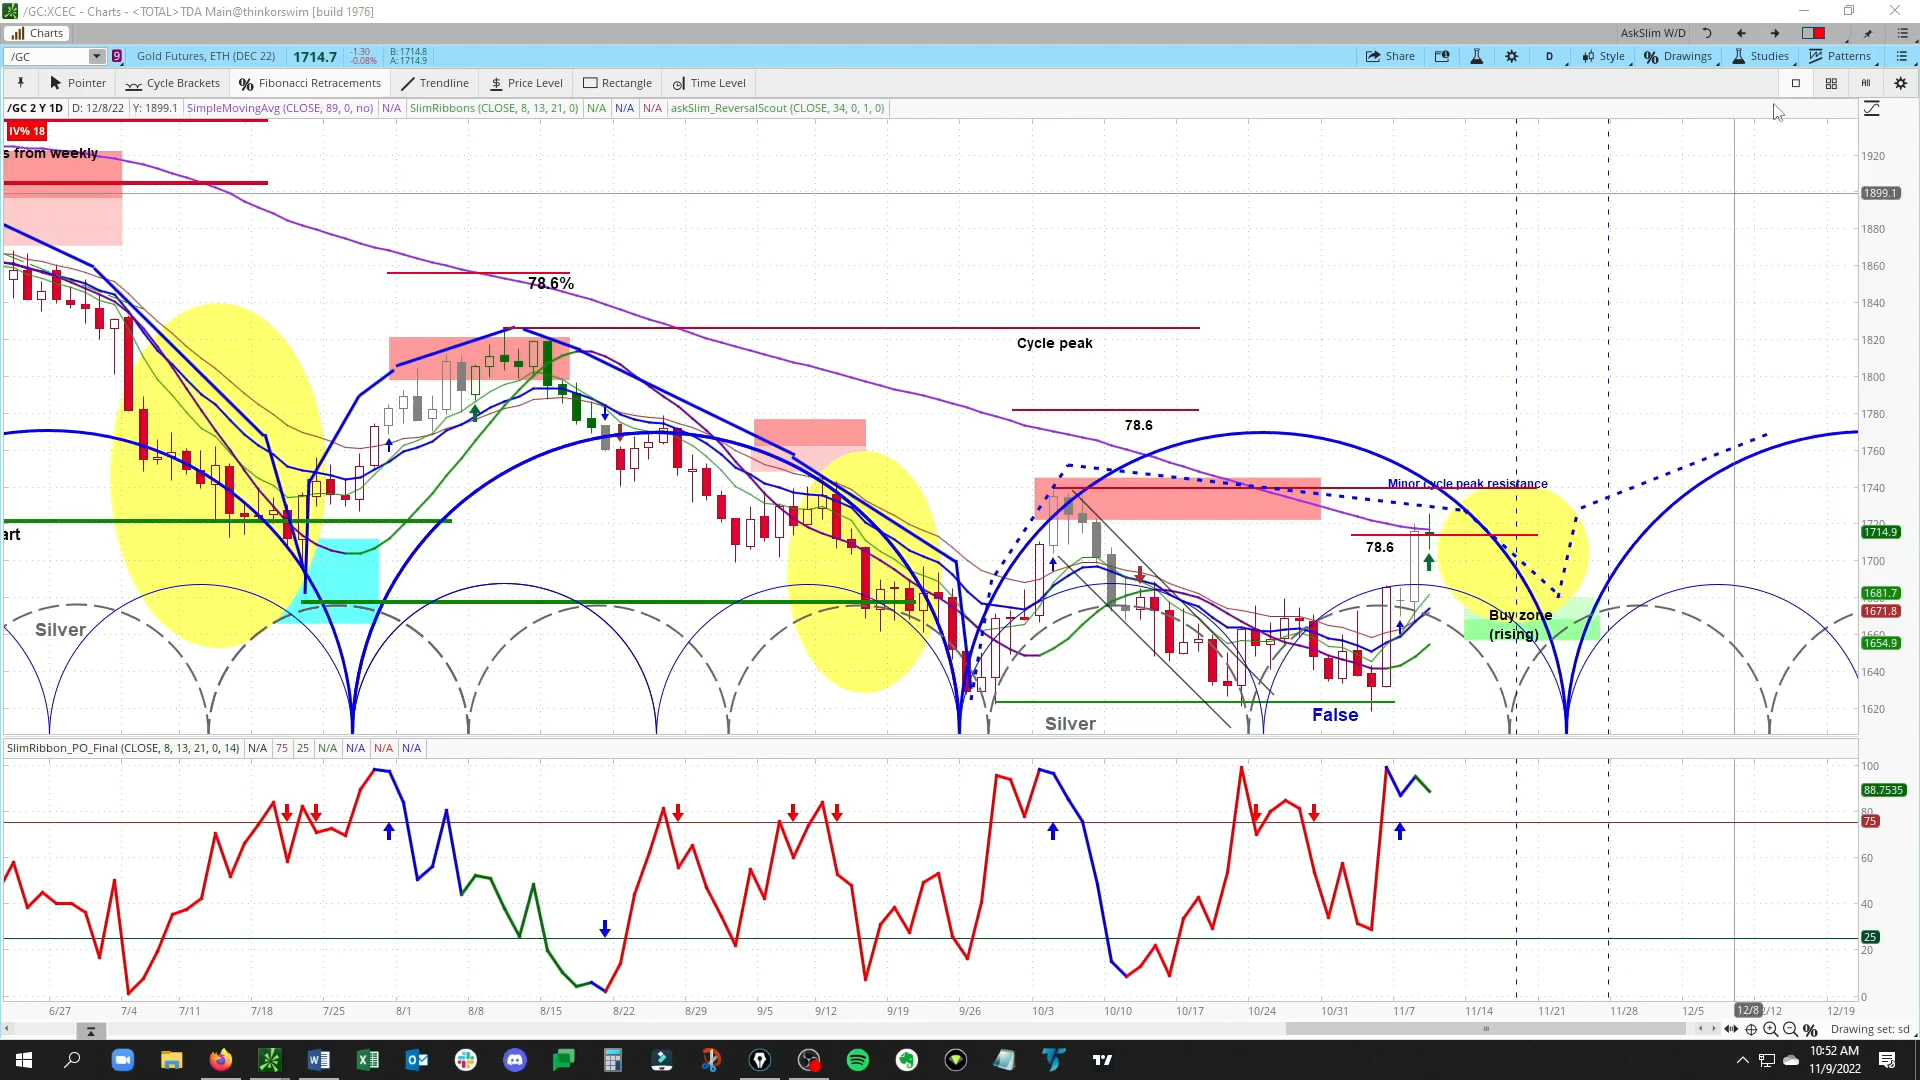 /GC:XCEC - Charts - <TOTAL> TDA Main@thinkorswim [build 1976]
Charts
AskSlim W/D
/GC
9
Gold Futures, ETH (DEC 22)
1714.7
-1.30
-0.08%
B: 1714.8
A: 1714.9
Share
D
Style
Drawings
Studies
Patterns
Pointer
Cycle Brackets
Fibonacci Retracements
Trendline
Price Level
Rectangle
Time Level
All
/GC 2 Y 1D
D: 12/8/22
Y: 1899.1
SimpleMovingAvg (CLOSE, 89, 0, no)
N/A
SlimRibbons (CLOSE, 8, 13, 21, 0)
N/A
N/A
N/A
askSlim_ReversalScout (CLOSE, 34, 0, 1, 0)
IV% 18
s from weekly
1920
1899.1
1880
1860
78.6%
1840
1820
Cycle peak
1800
1780
78.6
1760
Minor cycle peak resistance
1740
1720
art
1714.9
78.6
1700
1681.7
1671.8
Buy zone
(rising)
Silver
1660
1654.9
1640
1620
Silver
False
SlimRibbon_PO_Final (CLOSE, 8, 13, 21, 0, 14)
N/A
75
25
N/A
N/A
N/A
N/A
100
88.7535
80
75
60
40
25
20
0
6/27
7/4
7/11
7/18
7/25
8/1
8/8
8/15
8/22
8/29
9/5
9/12
9/19
9/26
10/3
10/10
10/17
10/24
10/31
11/7
11/14
11/21
11/28
12/5
12/8
12/19
Drawing set: sd
10:52 AM
11/9/2022